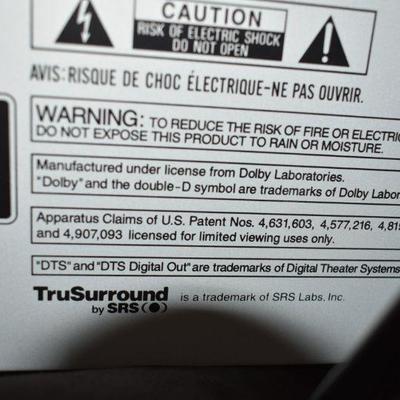 CAUTION
RISK OF ELECTRIC SHOCK
DO NOT OPEN
AVIS: RISQUE DE CHOC ÉLECTRIQUE-NE PAS OUVRIR.
WARNING: TO REDUCE THE RISK OF FIRE OR ELECTRIC
DO NOT EXPOSE THIS PRODUCT TO RAIN OR MOISTURE.
Manufactured under license from Dolby Laboratories.
"Dolby" and the double-D symbol are trademarks of Dolby Labor
Apparatus Claims of U.S. Patent Nos. 4,631,603, 4,577,216, 4,81
and 4,907,093 licensed for limited viewing uses only.
"DTS" and "DTS Digital Out" are trademarks of Digital Theater Systems
TruSurround is a trademark of SRS Labs, Inc.
by SRS